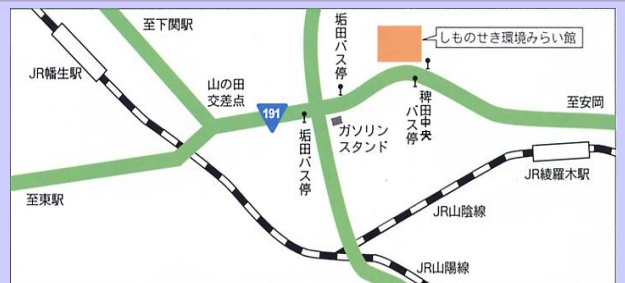 至下関駅
垢田バス停
しものせき環境みらい館
JR幡生駅
山の田
交差点
191
稗田中央
バス停
至安岡
ガソリン
スタンド
垢田バス停
JR綾羅木駅
至東駅
JR山陰線
JR山陽線